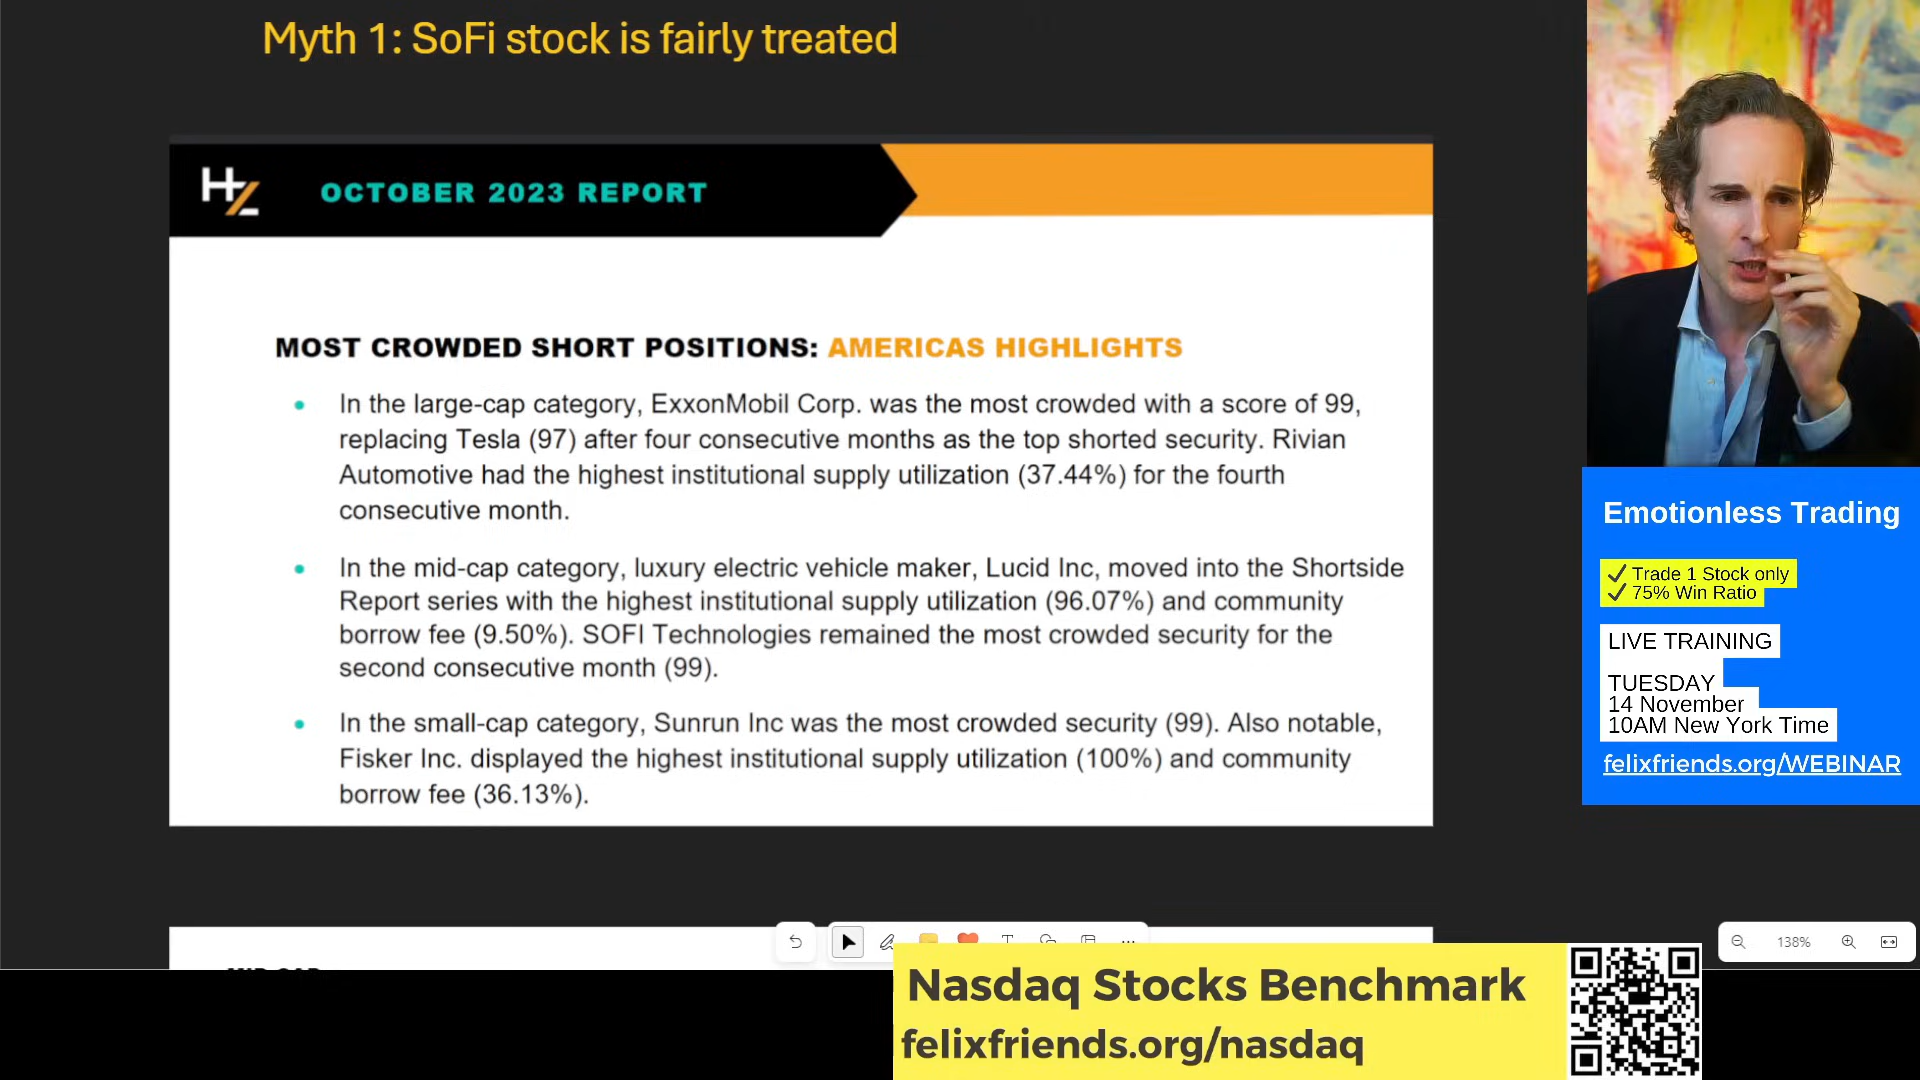 Myth 1: SoFi stock is fairly treated
HZ
OCTOBER 2023 REPORT
MOST CROWDED SHORT POSITIONS: AMERICAS HIGHLIGHTS
• In the large-cap category, ExxonMobil Corp. was the most crowded with a score of 99,
replacing Tesla (97) after four consecutive months as the top shorted security. Rivian
Automotive had the highest institutional supply utilization (37.44%) for the fourth
consecutive month.
• In the mid-cap category, luxury electric vehicle maker, Lucid Inc, moved into the Shortside
Report series with the highest institutional supply utilization (96.07%) and community
borrow fee (9.50%). SOFI Technologies remained the most crowded security for the
second consecutive month (99).
• In the small-cap category, Sunrun Inc was the most crowded security (99). Also notable,
Fisker Inc. displayed the highest institutional supply utilization (100%) and community
borrow fee (36.13%).
Emotionless Trading
✓ Trade 1 Stock only
✓ 75% Win Ratio
LIVE TRAINING
TUESDAY
14 November
10AM New York Time
felixfriends.org/WEBINAR
138%
Nasdaq Stocks Benchmark
felixfriends.org/nasdaq